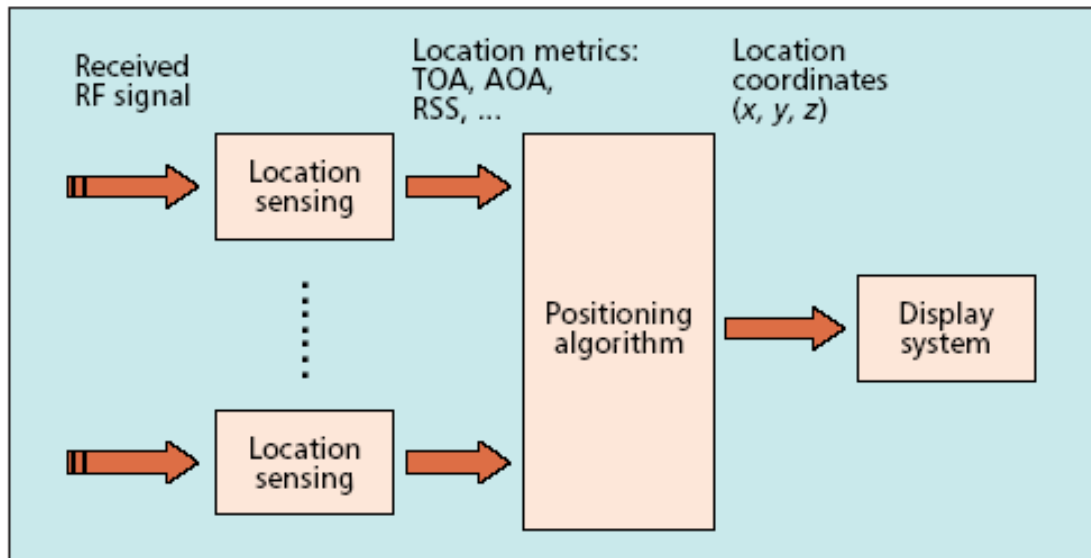 Received
RF signal
Location metrics:
TOA, AOA,
RSS, ...
Location
coordinates
(x, y, z)
Location
sensing
Positioning
algorithm
Display
system
Location
sensing